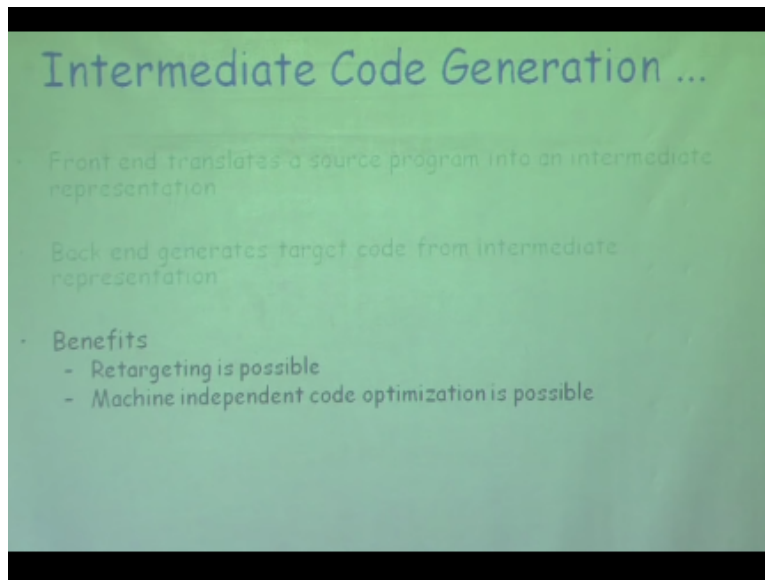 Intermediate Code Generation ...
· Front end translates a source program into an intermediate
representation
· Back end generates target code from intermediate
representation
· Benefits
- Retargeting is possible
- Machine independent code optimization is possible